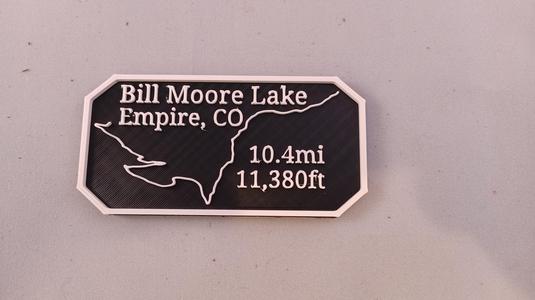 Bill Moore Lake
Empire, CO
10.4mi
11,380ft